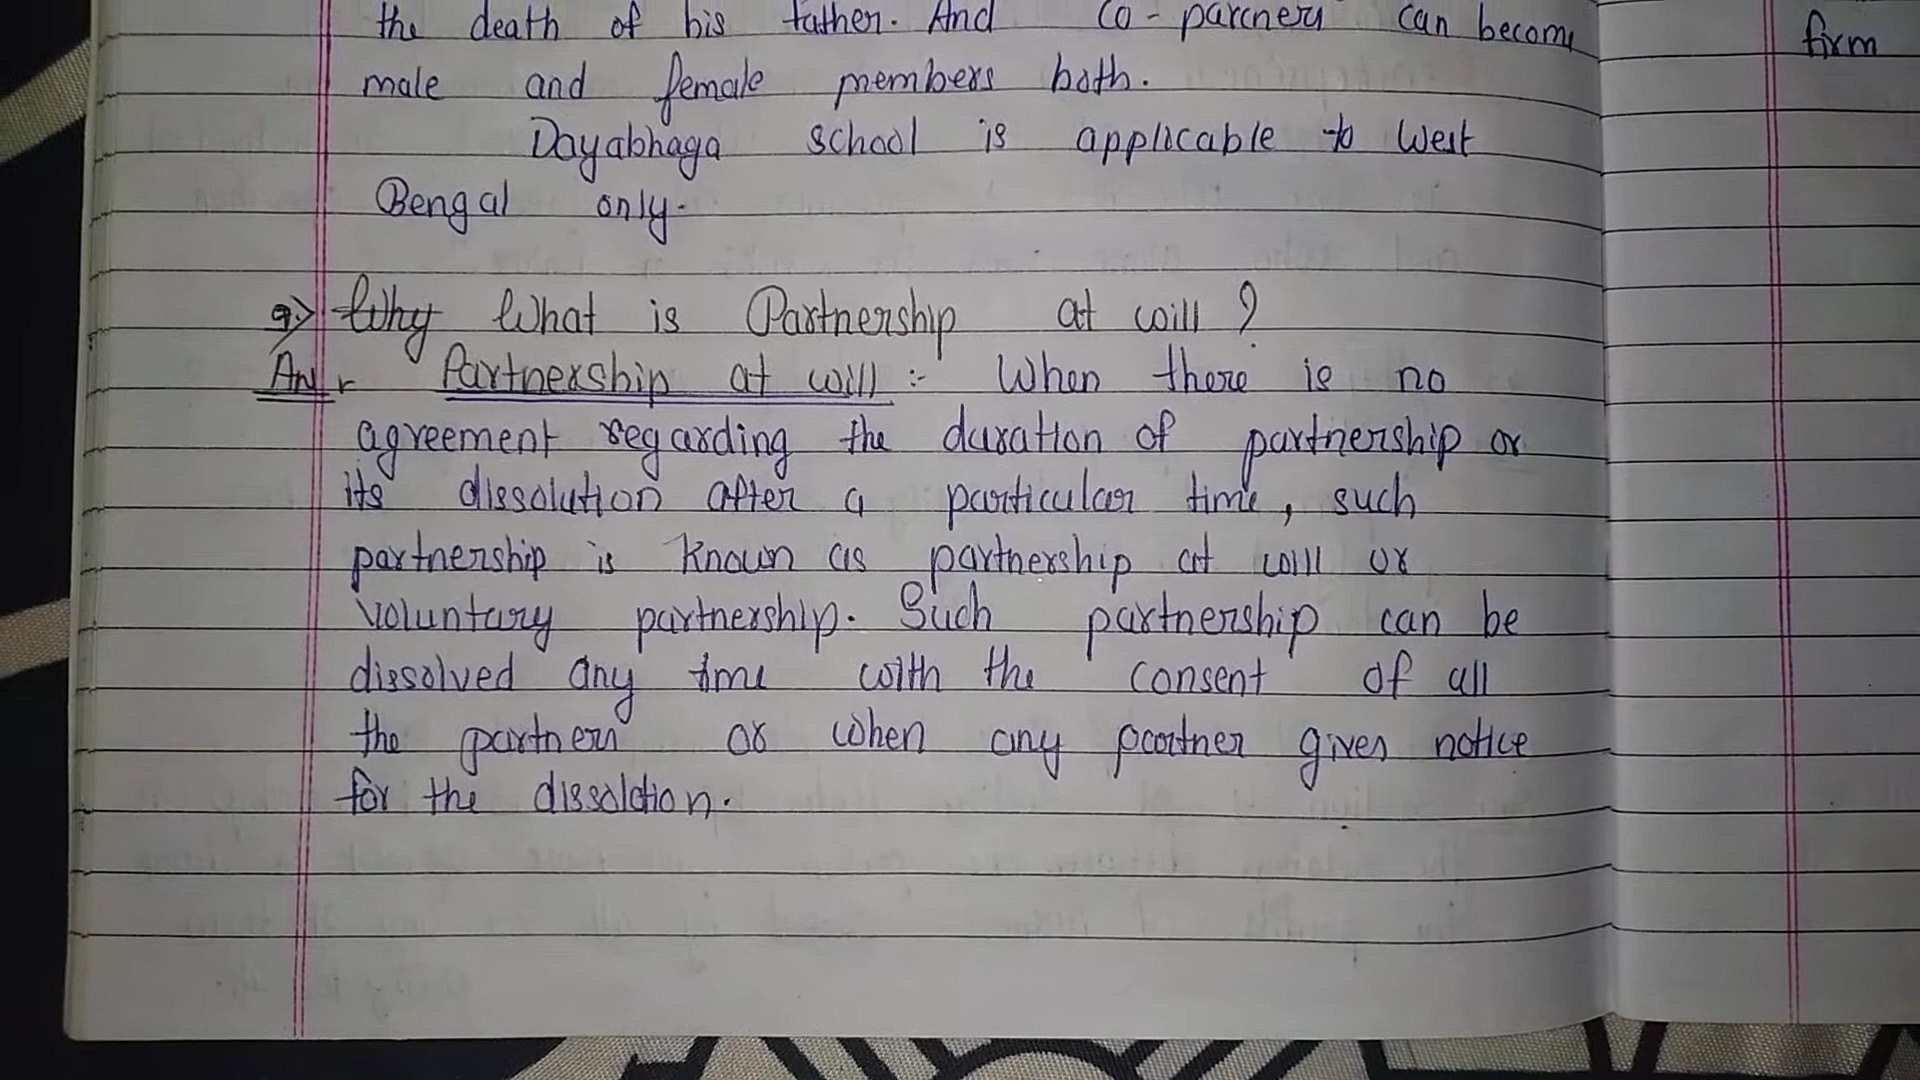 the death of his father. And co-parcners can become
male and female members both.
Dayabhaga school is applicable to West
Bengal only.
9.> Why What is Partnership at will ?
Ans Partnership at will :- When there is no
agreement regarding the duration of partnership or
its dissolution after a particular time, such
partnership is known as partnership at will or
voluntary partnership. Such partnership can be
dissolved any time with the consent of all
the partners or when any partner gives notice
for the dissoldion.
firm